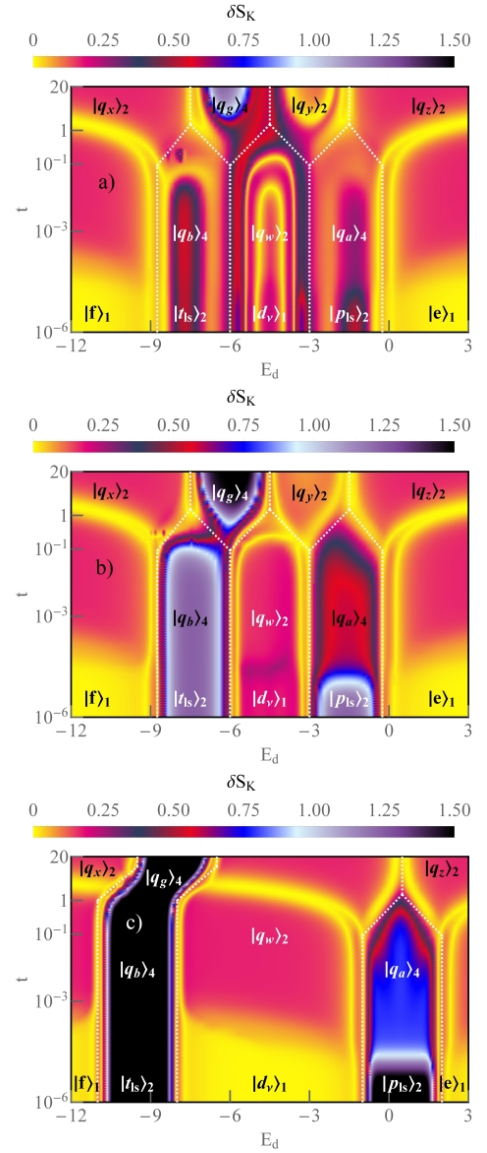 δS_K
0 0.25 0.50 0.75 1.00 1.25 1.50
20 |q_x⟩_2 |q_g⟩_4 |q_y⟩_2 |q_z⟩_2
1
10^-1
a)
t
10^-3 |q_b⟩_4 |q_w⟩_2 |q_a⟩_4
|f⟩_1 |t_ls⟩_2 |d_v⟩_1 |p_ls⟩_2 |e⟩_1
10^-6
-12 -9 -6 -3 0 3
E_d
δS_K
0 0.25 0.50 0.75 1.00 1.25 1.50
20 |q_x⟩_2 |q_g⟩_4 |q_y⟩_2 |q_z⟩_2
1
10^-1
b)
t
10^-3 |q_b⟩_4 |q_w⟩_2 |q_a⟩_4
|f⟩_1 |t_ls⟩_2 |d_v⟩_1 |p_ls⟩_2 |e⟩_1
10^-6
-12 -9 -6 -3 0 3
E_d
δS_K
0 0.25 0.50 0.75 1.00 1.25 1.50
20 |q_x⟩_2 |q_g⟩_4 |q_z⟩_2
1
c)
10^-1 |q_w⟩_2
t
|q_b⟩_4 |q_a⟩_4
10^-3
|f⟩_1 |t_ls⟩_2 |d_v⟩_1 |p_ls⟩_2 |e⟩_1
10^-6
-12 -9 -6 -3 0 3
E_d